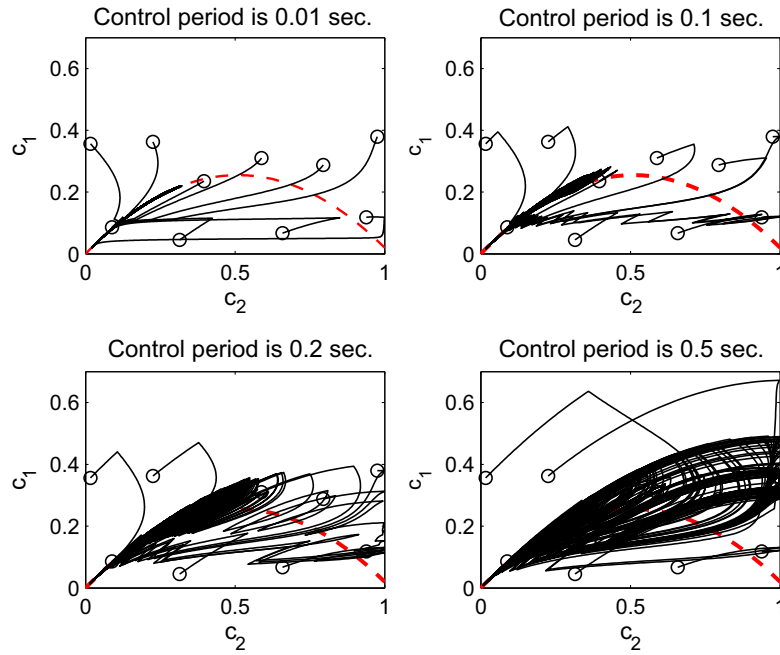 Control period is 0.01 sec.
0.6
0.4
0.2
0
c₁
0
0.5
1
c₂
Control period is 0.1 sec.
0.6
0.4
0.2
0
c₁
0
0.5
1
c₂
Control period is 0.2 sec.
0.6
0.4
0.2
0
c₁
0
0.5
1
c₂
Control period is 0.5 sec.
0.6
0.4
0.2
0
c₁
0
0.5
1
c₂